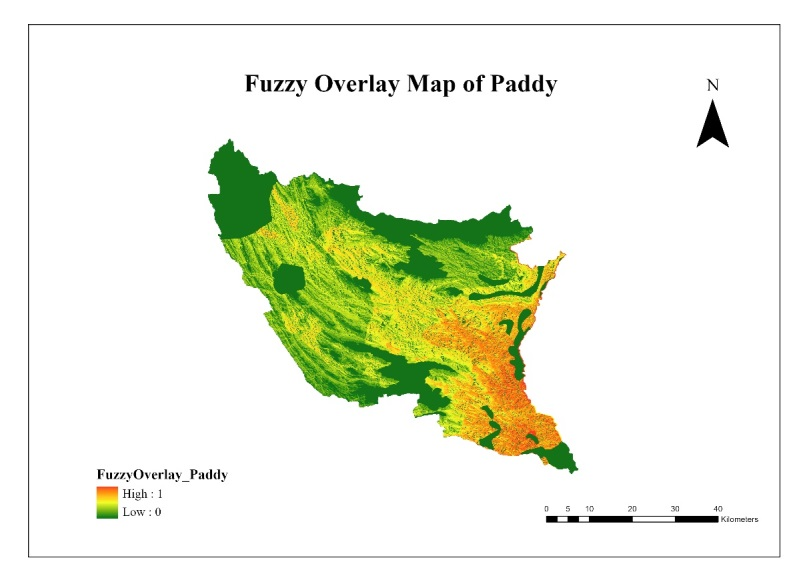 Fuzzy Overlay Map of Paddy
N
FuzzyOverlay_Paddy
High : 1
Low : 0
0 5 10 20 30 40
Kilometers